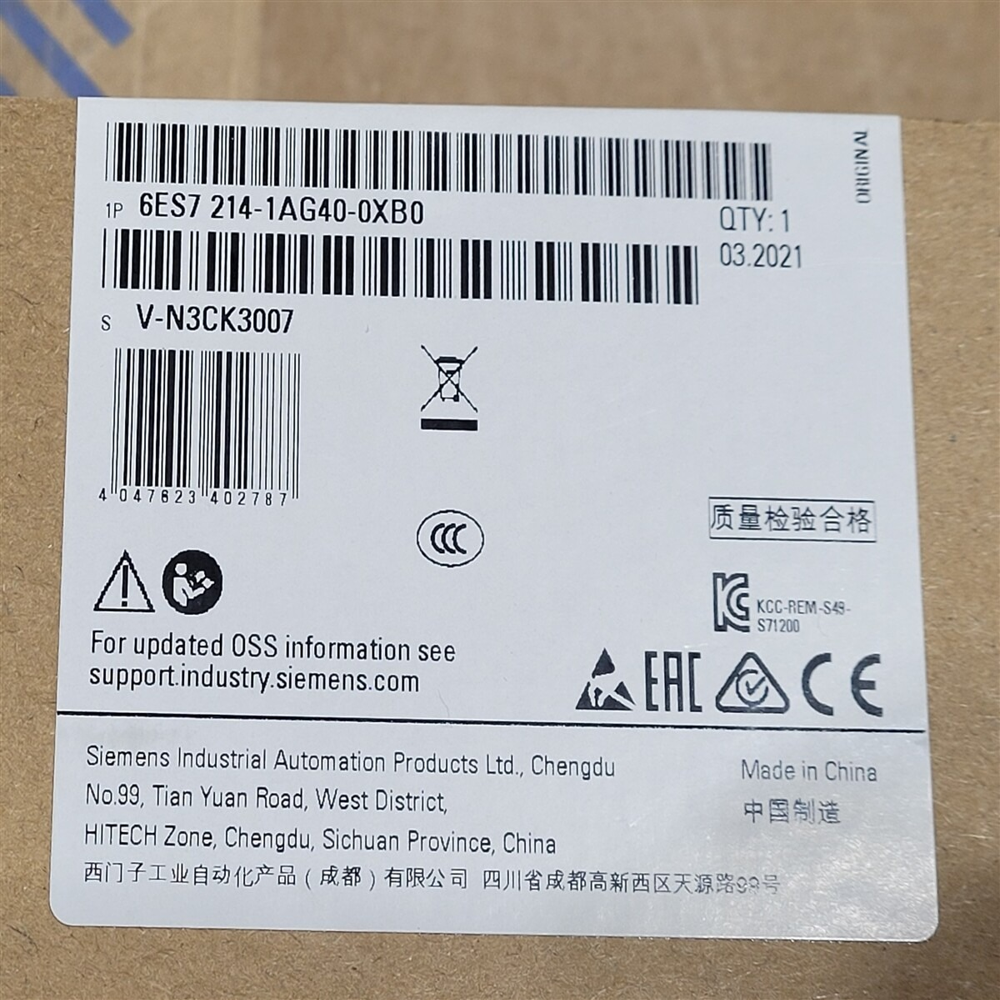 ORIGINAL
1P 6ES7 214-1AG40-0XB0
QTY: 1
03.2021
S V-N3CK3007
4 047623 402787
CCC
质量检验合格
KCC-REM-S49-
S71200
For updated OSS information see
support.industry.siemens.com
EAC CE
Siemens Industrial Automation Products Ltd., Chengdu
No.99, Tian Yuan Road, West District,
HITECH Zone, Chengdu, Sichuan Province, China
西门子工业自动化产品(成都)有限公司 四川省成都高新西区天源路99号
Made in China
中国制造